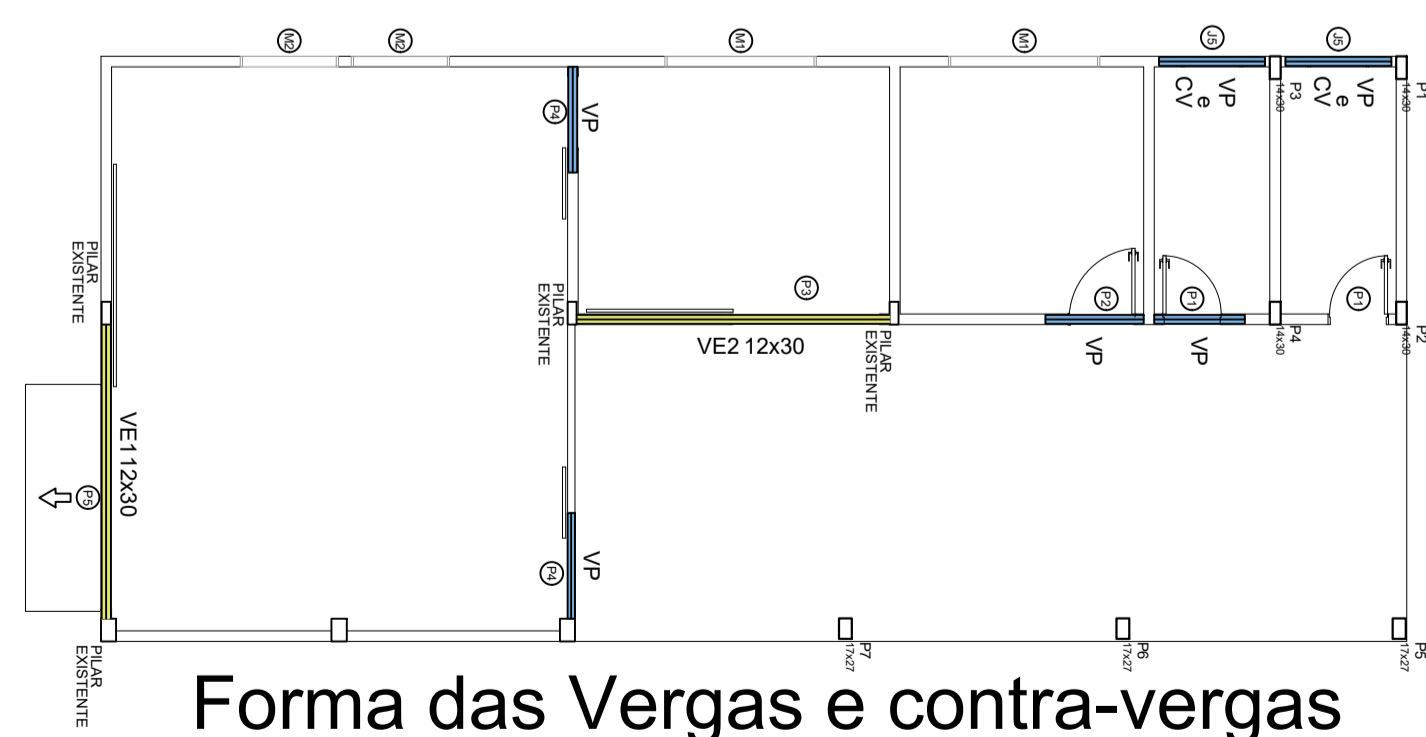 M2
M2
M1
M1
J5
J5
P1
14x30
P3
14x30
VP
e
CV
VP
e
CV
P4
VP
PILAR
EXISTENTE
PILAR
EXISTENTE
P3
P2
P1
P1
P4
14x30
P2
14x30
VE2 12x30
PILAR
EXISTENTE
VP
VP
VE1 12x30
P5
P4
VP
PILAR
EXISTENTE
P7
17x27
P6
17x27
P5
17x27
Forma das Vergas e contra-vergas